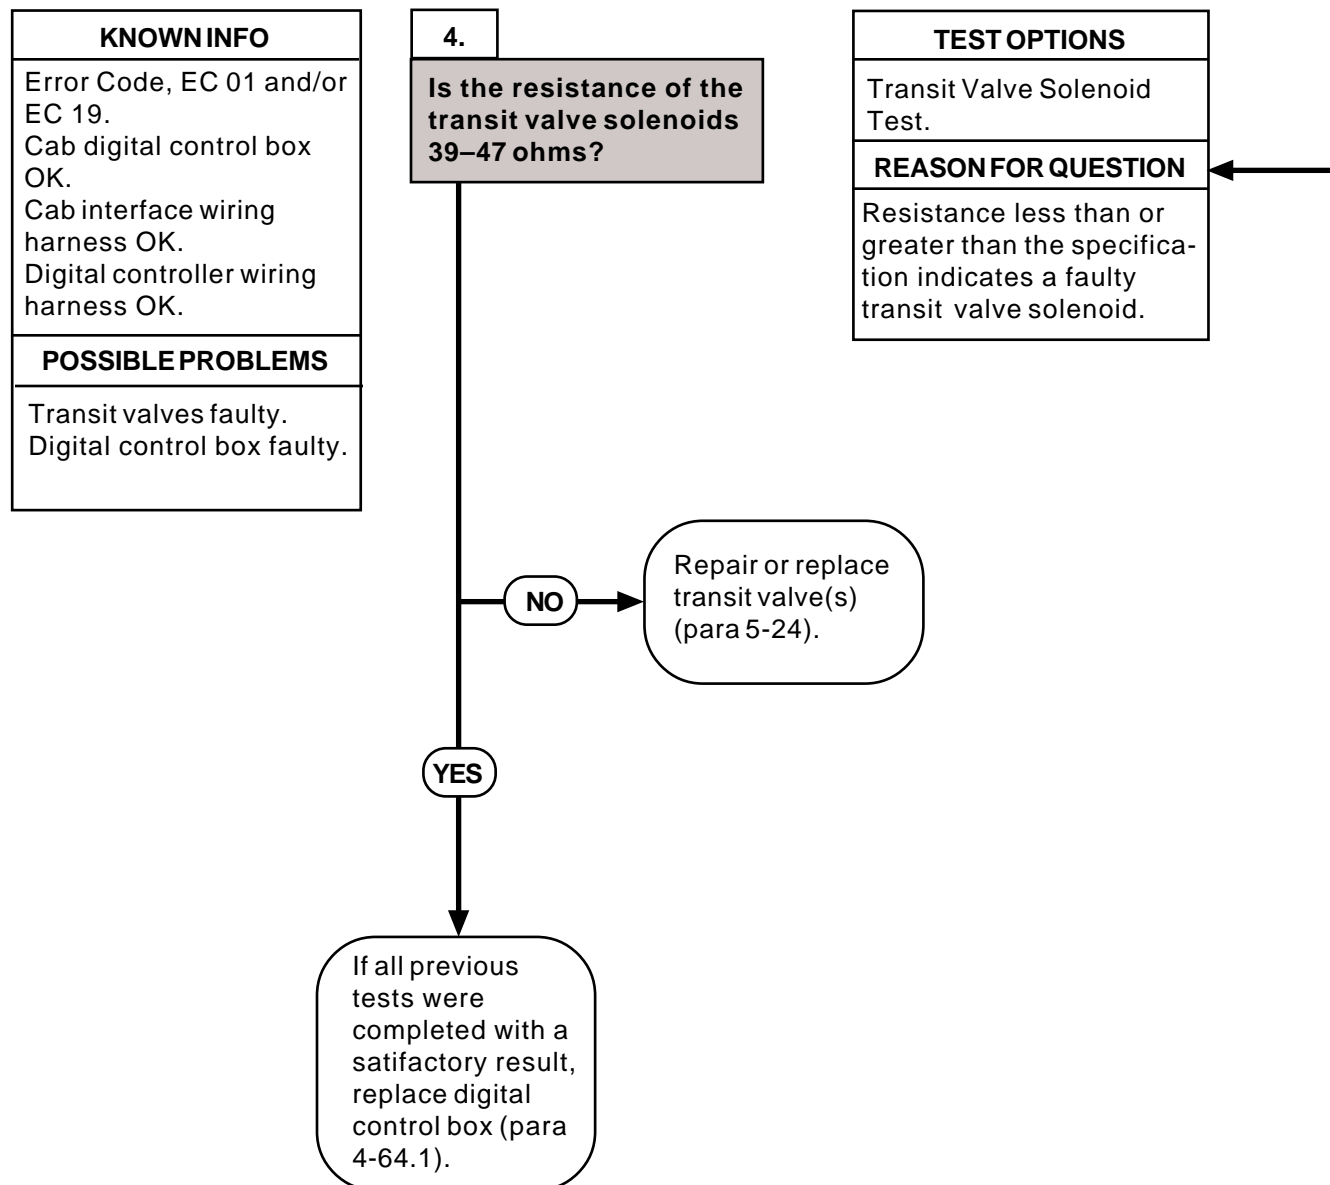 KNOWN INFO
Error Code, EC 01 and/or
EC 19.
Cab digital control box
OK.
Cab interface wiring
harness OK.
Digital controller wiring
harness OK.
POSSIBLE PROBLEMS
Transit valves faulty.
Digital control box faulty.
4.
Is the resistance of the
transit valve solenoids
39–47 ohms?
TEST OPTIONS
Transit Valve Solenoid
Test.
REASON FOR QUESTION
Resistance less than or
greater than the specifica-
tion indicates a faulty
transit valve solenoid.
NO
Repair or replace
transit valve(s)
(para 5-24).
YES
If all previous
tests were
completed with a
satifactory result,
replace digital
control box (para
4-64.1).